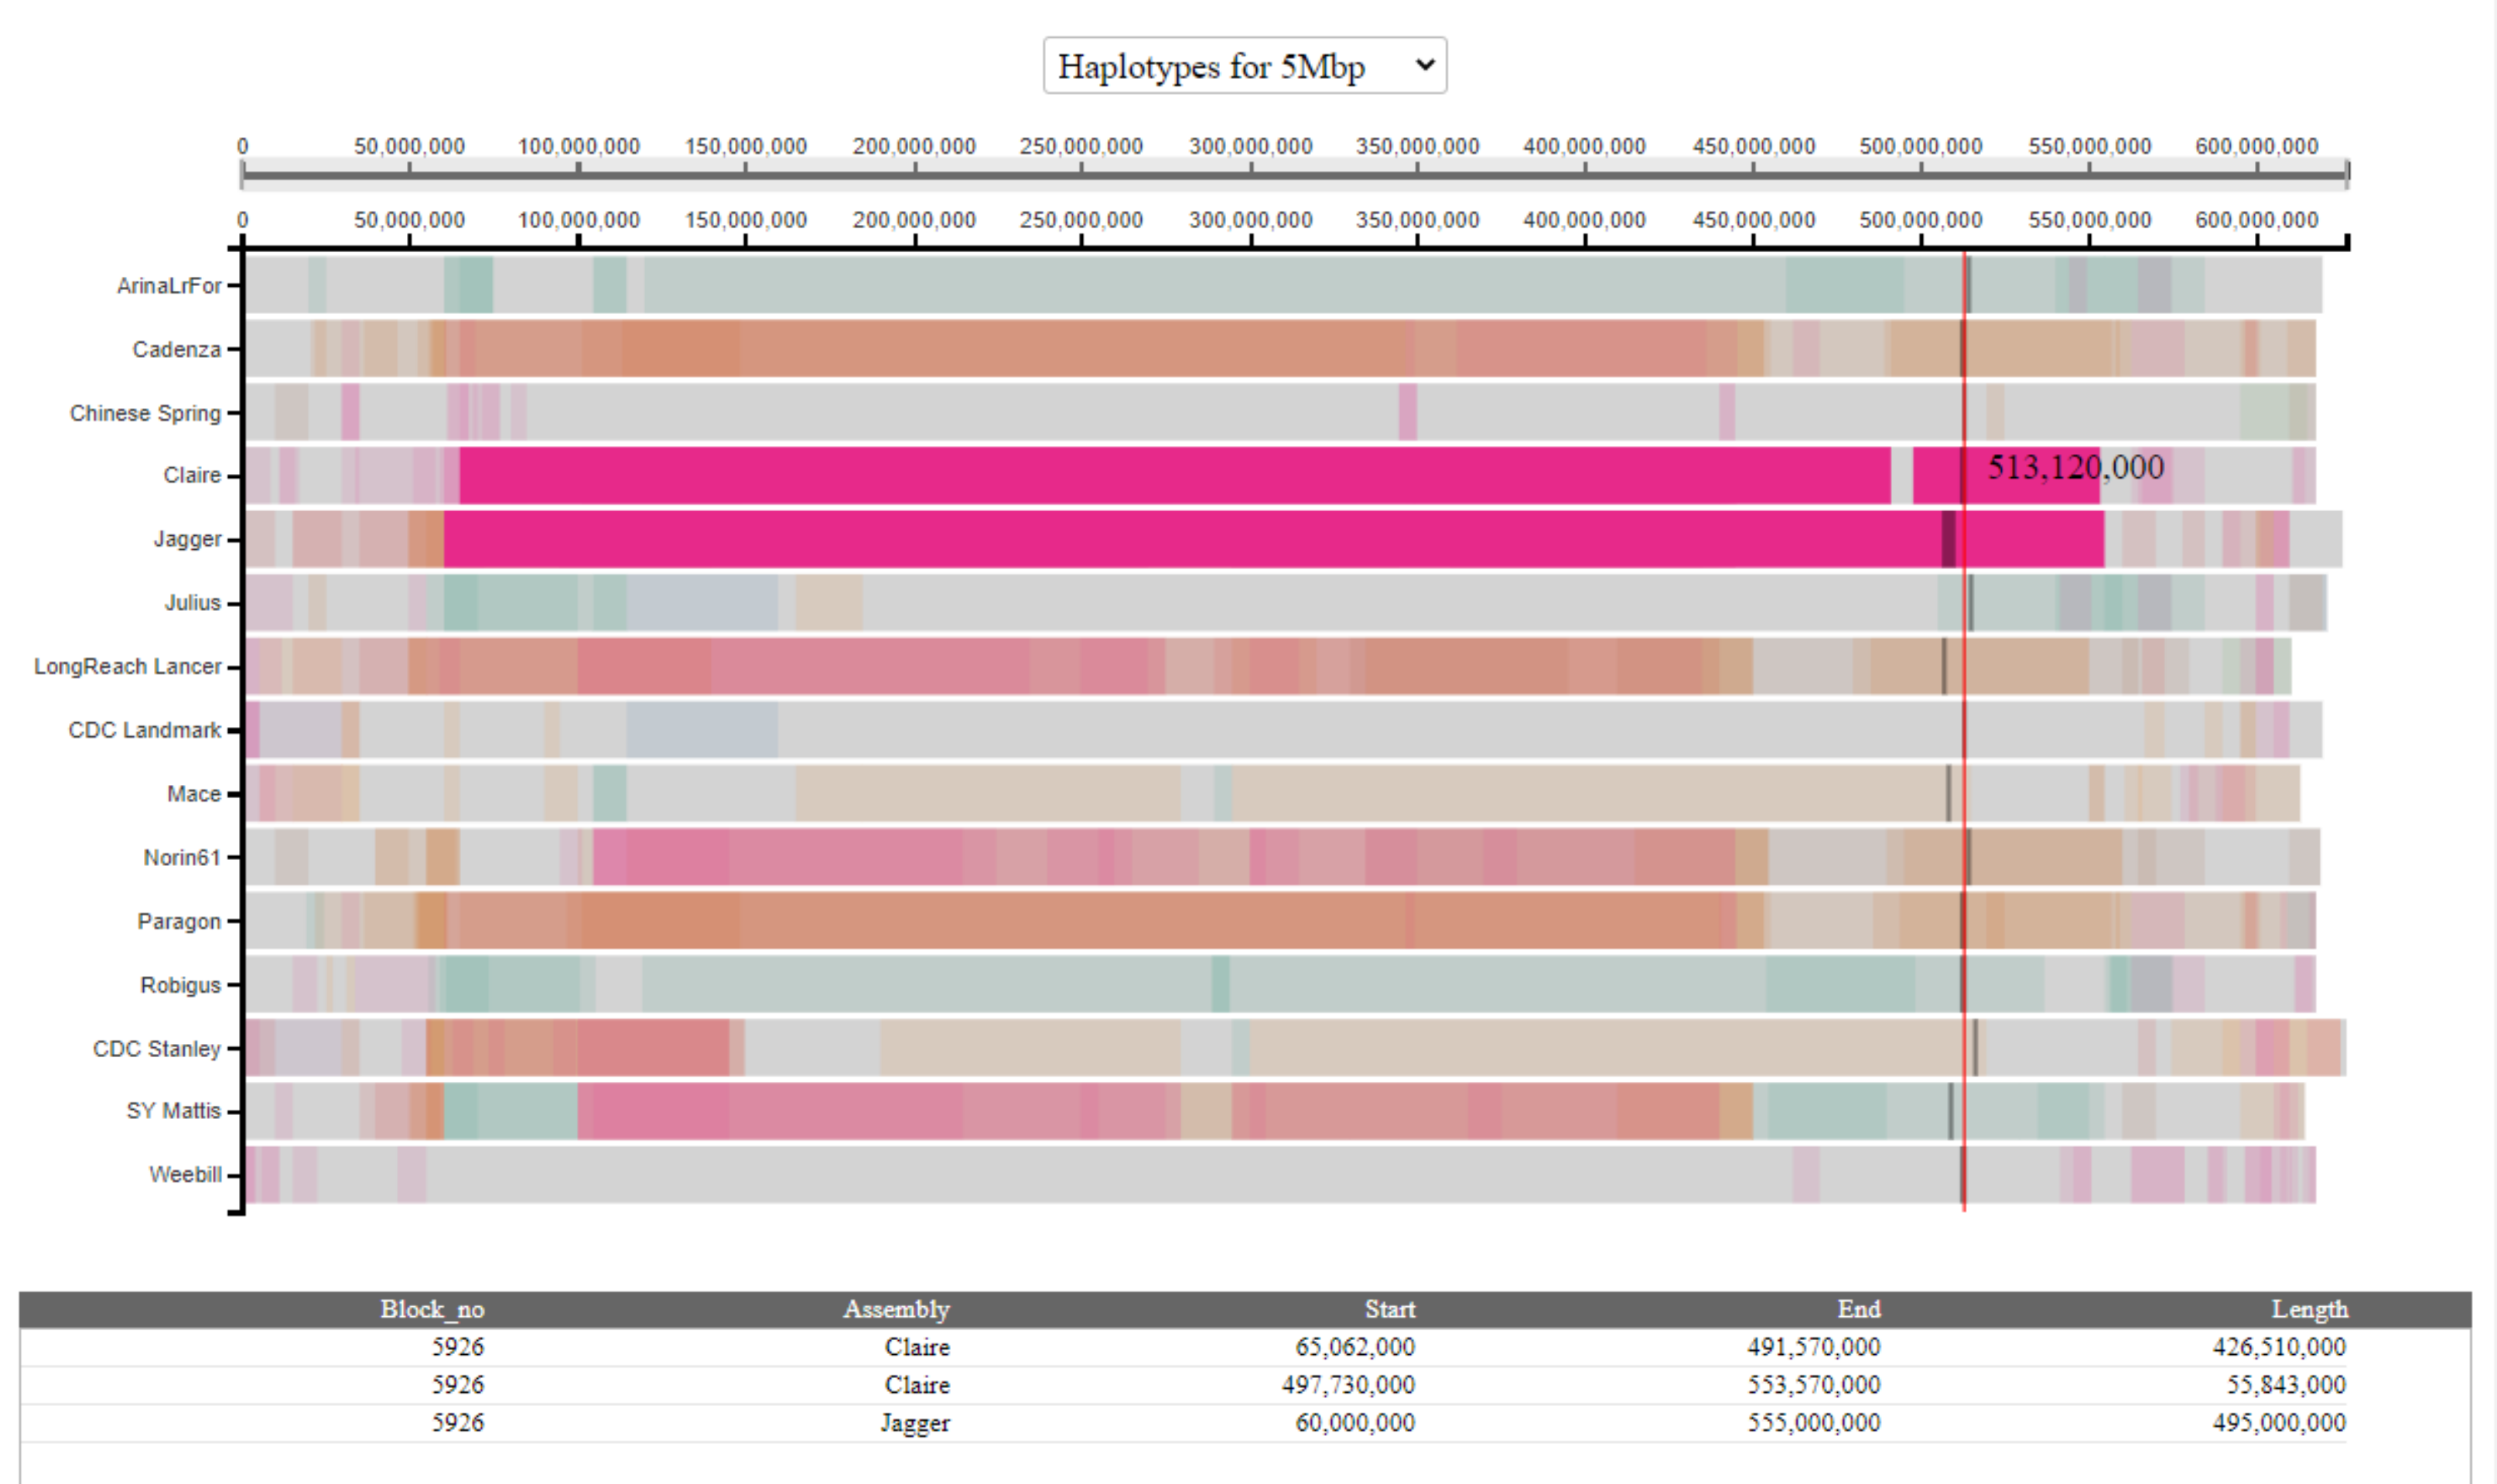 Haplotypes for 5Mbp
0 50,000,000 100,000,000 150,000,000 200,000,000 250,000,000 300,000,000 350,000,000 400,000,000 450,000,000 500,000,000 550,000,000 600,000,000
0 50,000,000 100,000,000 150,000,000 200,000,000 250,000,000 300,000,000 350,000,000 400,000,000 450,000,000 500,000,000 550,000,000 600,000,000
ArinaLrFor
Cadenza
Chinese Spring
Claire 513,120,000
Jagger
Julius
LongReach Lancer
CDC Landmark
Mace
Norin61
Paragon
Robigus
CDC Stanley
SY Mattis
Weebill
Block_no Assembly Start End Length
5926 Claire 65,062,000 491,570,000 426,510,000
5926 Claire 497,730,000 553,570,000 55,843,000
5926 Jagger 60,000,000 555,000,000 495,000,000